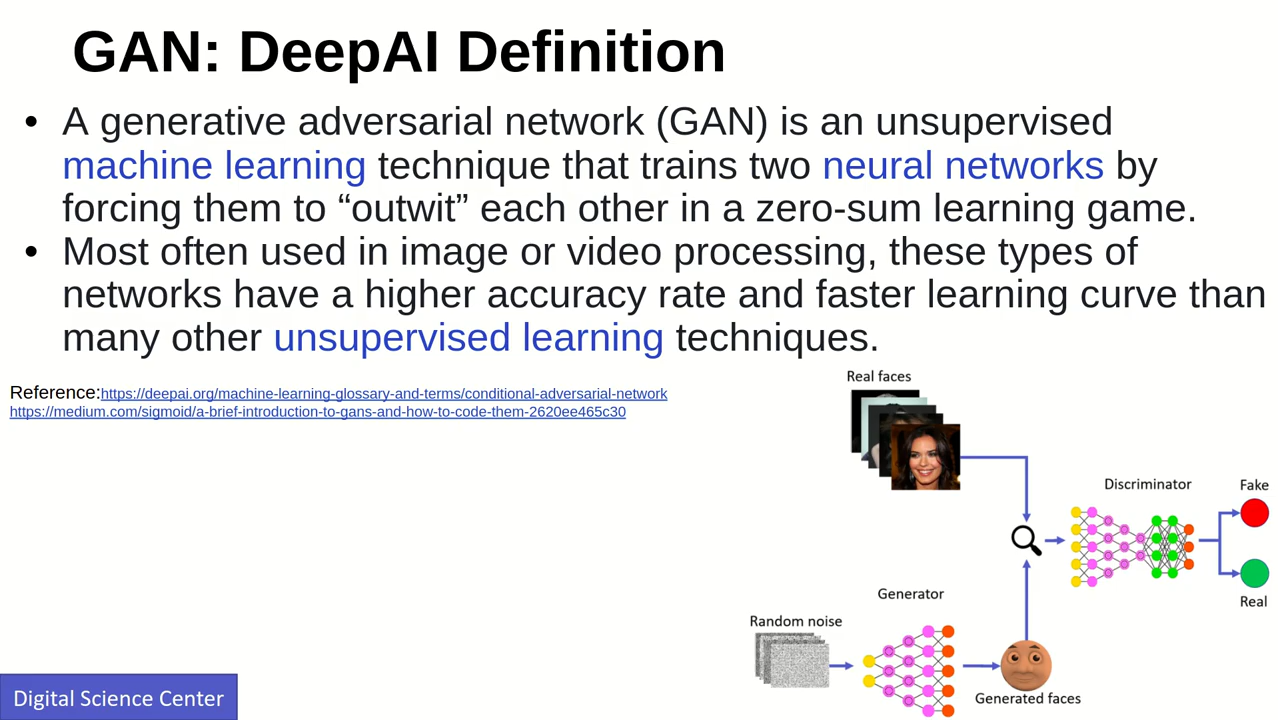 GAN: DeepAI Definition
• A generative adversarial network (GAN) is an unsupervised
machine learning technique that trains two neural networks by
forcing them to “outwit” each other in a zero-sum learning game.
• Most often used in image or video processing, these types of
networks have a higher accuracy rate and faster learning curve than
many other unsupervised learning techniques.
Reference:https://deepai.org/machine-learning-glossary-and-terms/conditional-adversarial-network
https://medium.com/sigmoid/a-brief-introduction-to-gans-and-how-to-code-them-2620ee465c30
Real faces
Discriminator
Fake
Real
Generator
Random noise
Generated faces
Digital Science Center